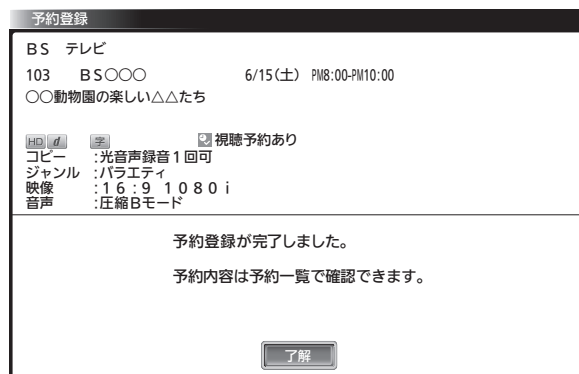 予約登録
BS テレビ
103 BS○○○ 6/15(土) PM8:00-PM10:00
○○動物園の楽しい△△たち
HD d 字 視聴予約あり
コピー :光音声録音1回可
ジャンル :バラエティ
映像 :16:9 1080i
音声 :圧縮Bモード
予約登録が完了しました。
予約内容は予約一覧で確認できます。
了解